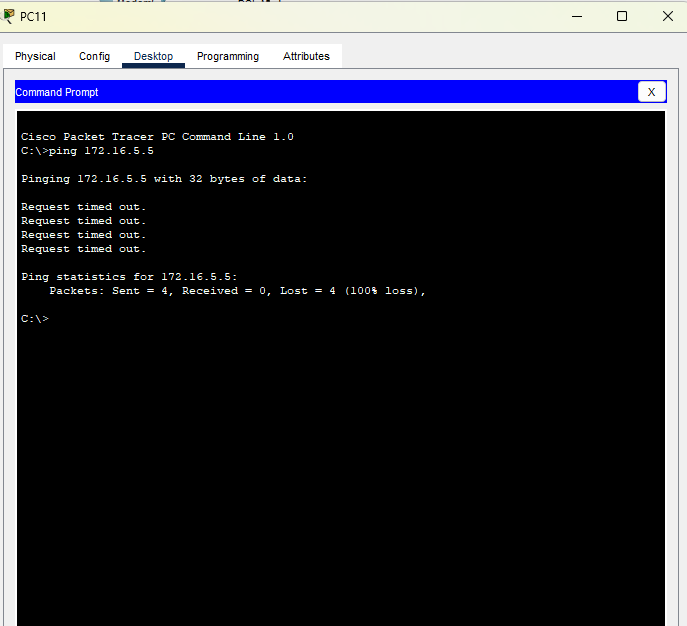 PC11
Physical Config Desktop Programming Attributes
Command Prompt X
Cisco Packet Tracer PC Command Line 1.0
C:\>ping 172.16.5.5
Pinging 172.16.5.5 with 32 bytes of data:
Request timed out.
Request timed out.
Request timed out.
Request timed out.
Ping statistics for 172.16.5.5:
Packets: Sent = 4, Received = 0, Lost = 4 (100% loss),
C:\>